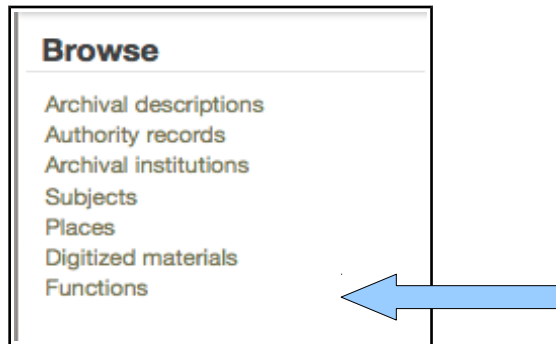 Browse
Archival descriptions
Authority records
Archival institutions
Subjects
Places
Digitized materials
Functions